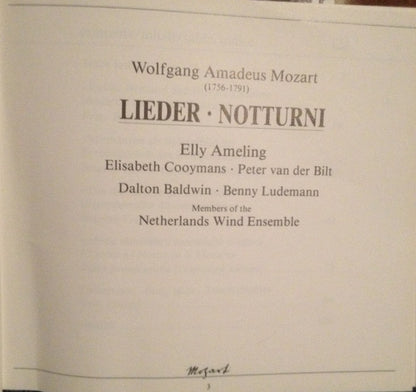 Wolfgang Amadeus Mozart
(1756-1791)
LIEDER · NOTTURNI
Elly Ameling
Elisabeth Cooymans · Peter van der Bilt
Dalton Baldwin · Benny Ludemann
Members of the
Netherlands Wind Ensemble
Mozart
3